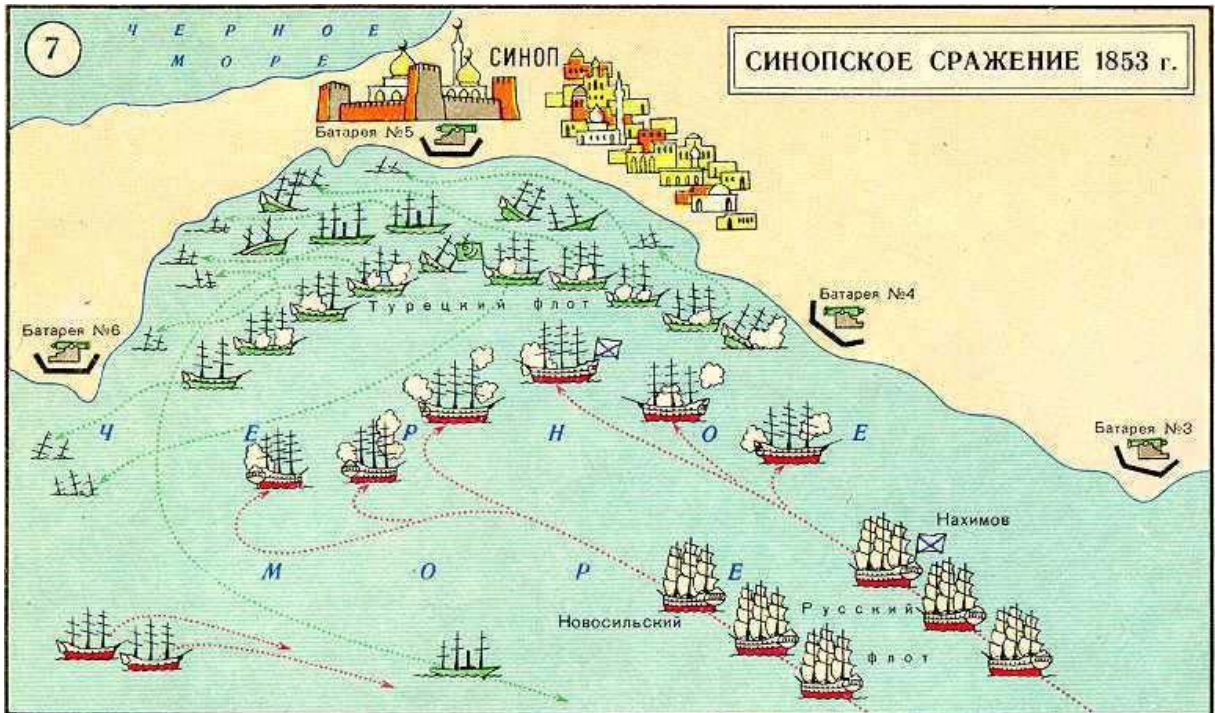 7
ЧЕРНОЕ
МОРЕ
СИНОП
СИНОПСКОЕ СРАЖЕНИЕ 1853 г.
Батарея №5
Батарея №4
Турецкий флот
Батарея №6
Батарея №3
ЧЕРНОЕ
МОРЕ
Нахимов
Новосильский
Русский
флот